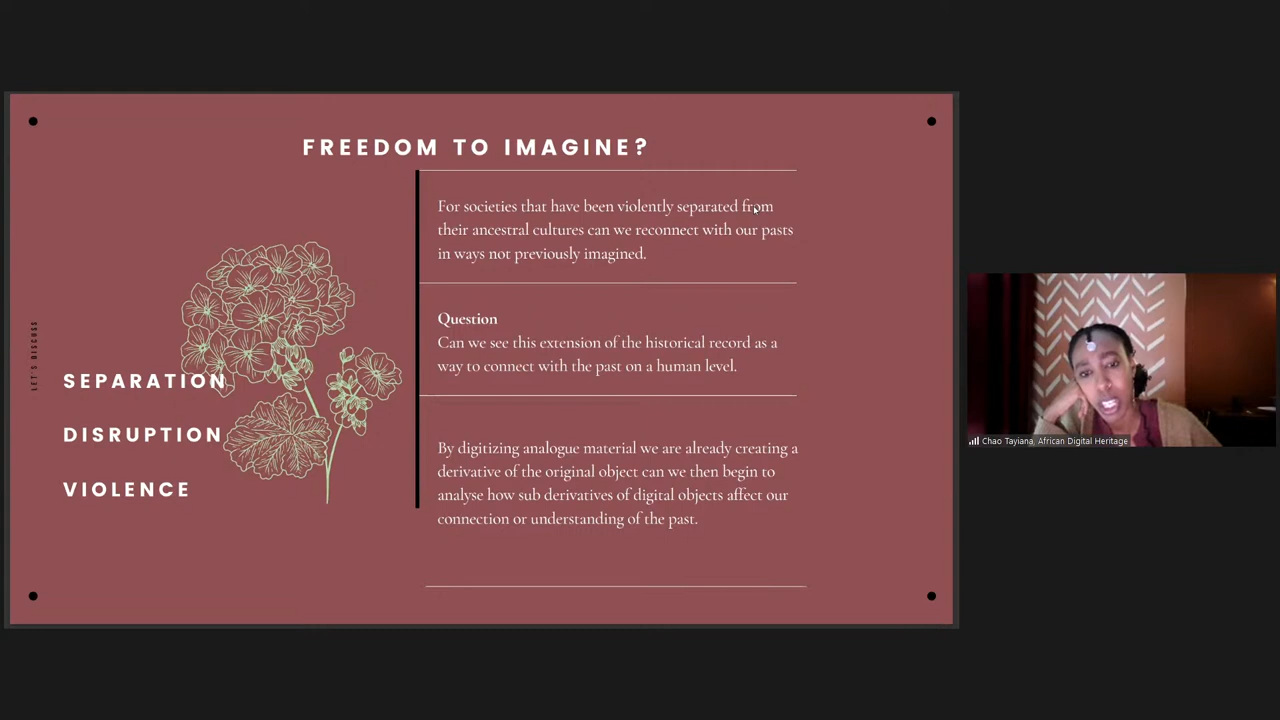 FREEDOM TO IMAGINE?
For societies that have been violently separated from
their ancestral cultures can we reconnect with our pasts
in ways not previously imagined.
Question
Can we see this extension of the historical record as a
way to connect with the past on a human level.
By digitizing analogue material we are already creating a
derivative of the original object can we then begin to
analyse how sub derivatives of digital objects affect our
connection or understanding of the past.
LET'S DISCUSS
SEPARATION
DISRUPTION
VIOLENCE
Chao Tayiana, African Digital Heritage